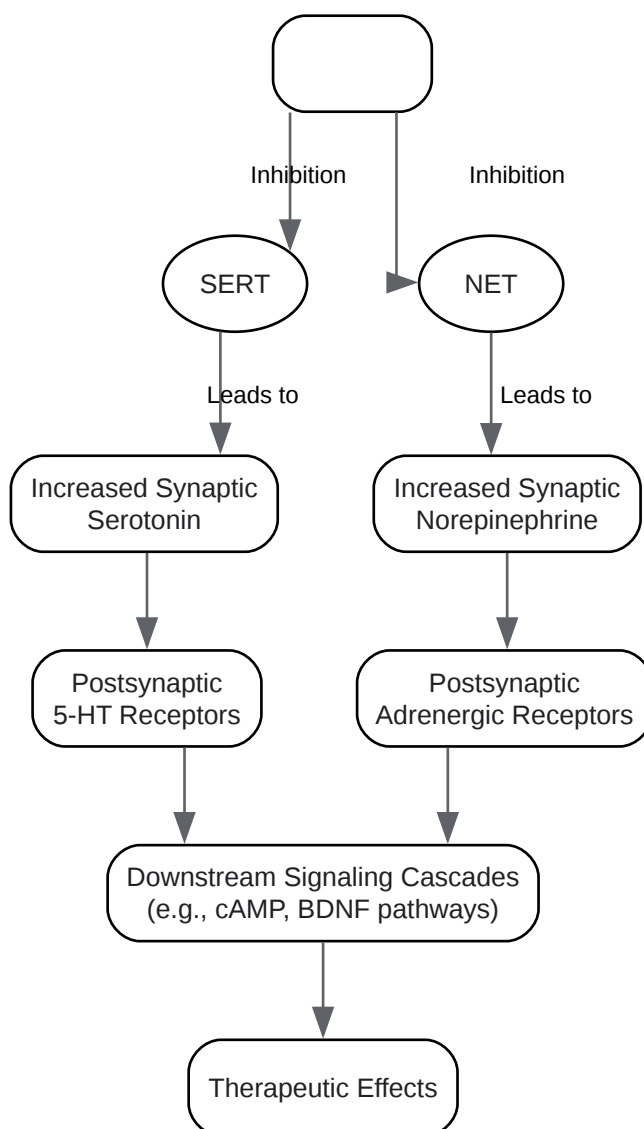 Inhibition
Inhibition
SERT
NET
Leads to
Leads to
Increased Synaptic
Serotonin
Increased Synaptic
Norepinephrine
Postsynaptic
5-HT Receptors
Postsynaptic
Adrenergic Receptors
Downstream Signaling Cascades
(e.g., cAMP, BDNF pathways)
Therapeutic Effects